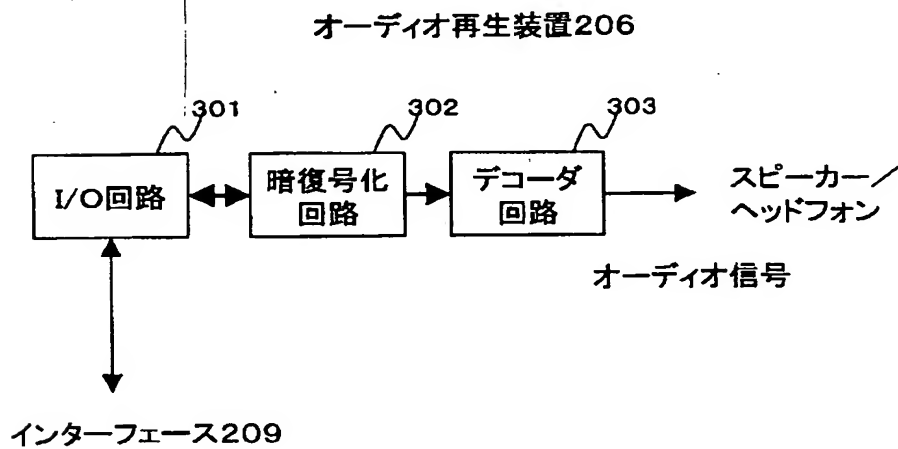 オーディオ再生装置206
301
302
303
I/O回路
暗復号化
回路
デコーダ
回路
スピーカー/
ヘッドフォン
オーディオ信号
インターフェース209